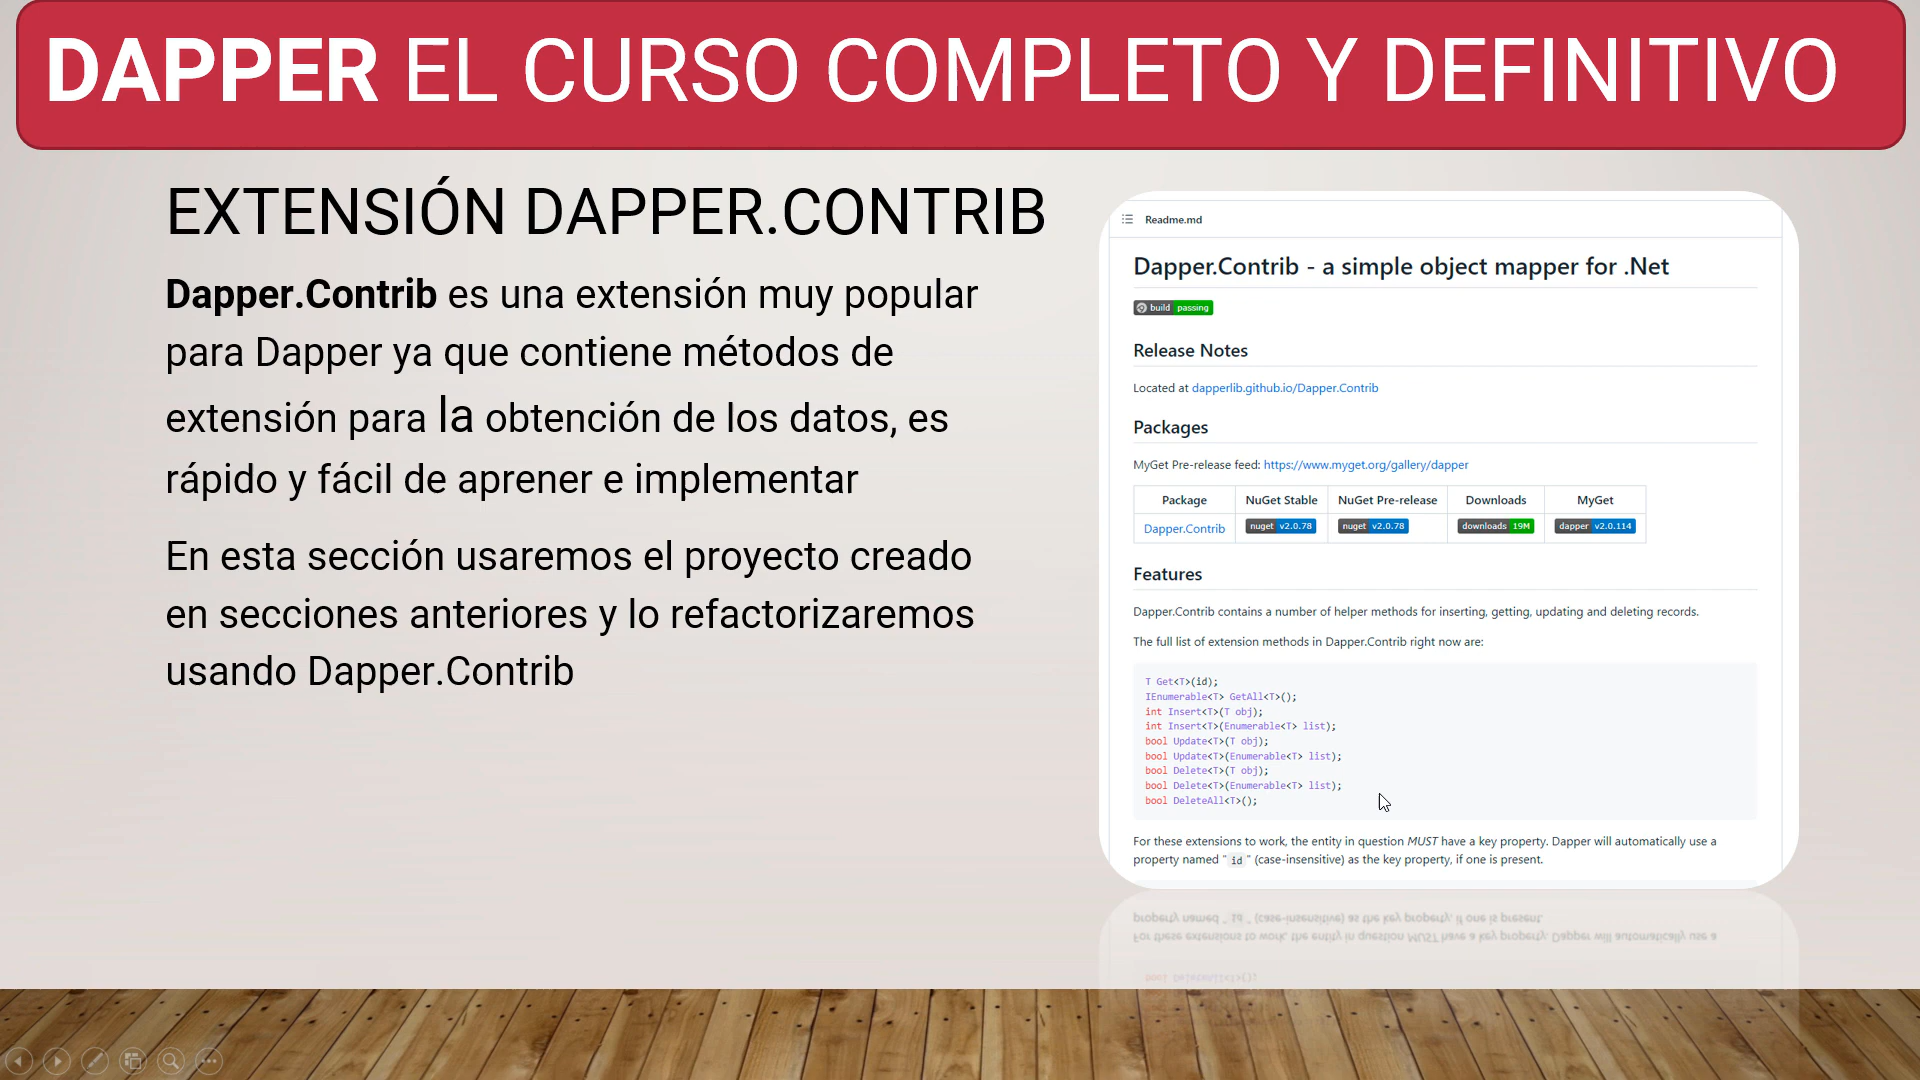 DAPPER EL CURSO COMPLETO Y DEFINITIVO
EXTENSIÓN DAPPER.CONTRIB
Dapper.Contrib es una extensión muy popular
para Dapper ya que contiene métodos de
extensión para la obtención de los datos, es
rápido y fácil de aprener e implementar
En esta sección usaremos el proyecto creado
en secciones anteriores y lo refactorizaremos
usando Dapper.Contrib
Readme.md
Dapper.Contrib - a simple object mapper for .Net
build passing
Release Notes
Located at dapperlib.github.io/Dapper.Contrib
Packages
MyGet Pre-release feed: https://www.myget.org/gallery/dapper
Package NuGet Stable NuGet Pre-release Downloads MyGet
Dapper.Contrib nuget v2.0.78 nuget v2.0.78 downloads 19M dapper v2.0.114
Features
Dapper.Contrib contains a number of helper methods for inserting, getting, updating and deleting records.
The full list of extension methods in Dapper.Contrib right now are:
T Get<T>(id);
IEnumerable<T> GetAll<T>();
int Insert<T>(T obj);
int Insert<T>(Enumerable<T> list);
bool Update<T>(T obj);
bool Update<T>(Enumerable<T> list);
bool Delete<T>(T obj);
bool Delete<T>(Enumerable<T> list);
bool DeleteAll<T>();
For these extensions to work, the entity in question MUST have a key property. Dapper will automatically use a
property named "id" (case-insensitive) as the key property, if one is present.